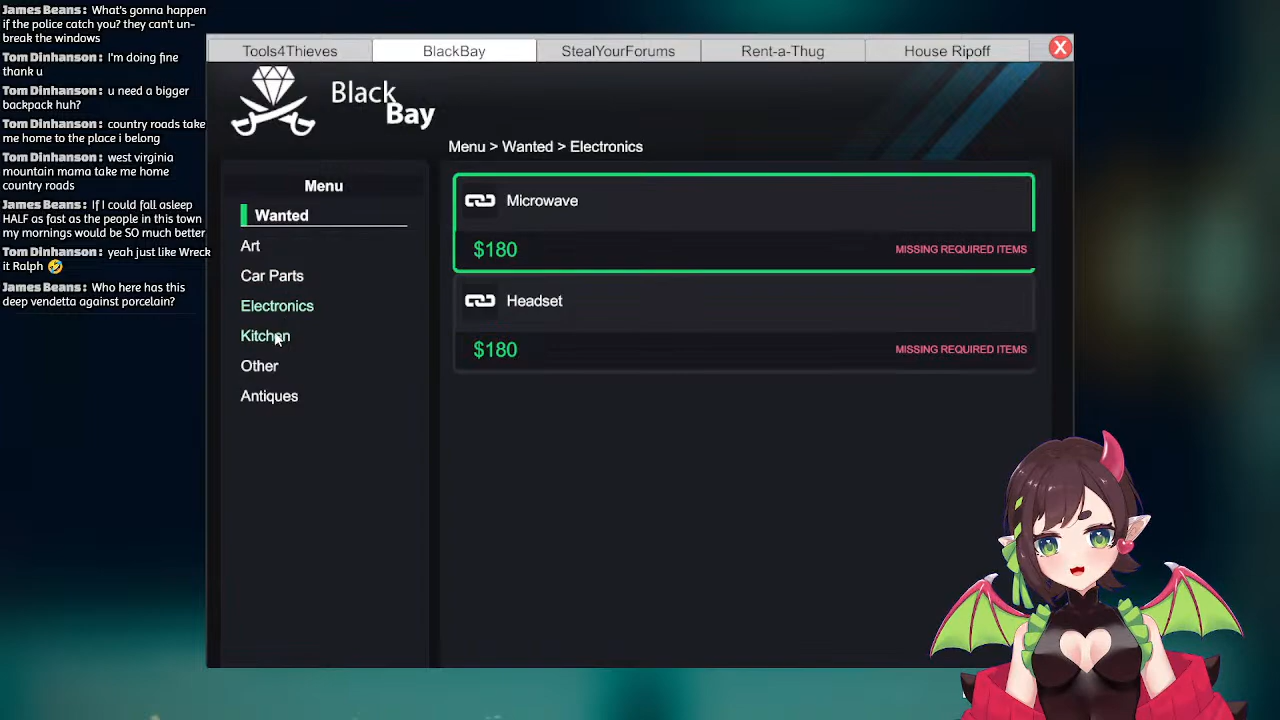 James Beans: What's gonna happen
if the police catch you? they can't un-
break the windows
Tom Dinhanson: I'm doing fine
thank u
Tom Dinhanson: u need a bigger
backpack huh?
Tom Dinhanson: country roads take
me home to the place i belong
Tom Dinhanson: west virginia
mountain mama take me home
country roads
James Beans: If I could fall asleep
HALF as fast as the people in this town
my mornings would be SO much better
Tom Dinhanson: yeah just like Wreck
it Ralph 🤣
James Beans: Who here has this
deep vendetta against porcelain?
Tools4Thieves
BlackBay
StealYourForums
Rent-a-Thug
House Ripoff
Black
Bay
Menu > Wanted > Electronics
Menu
Wanted
Art
Car Parts
Electronics
Kitchen
Other
Antiques
Microwave
$180
MISSING REQUIRED ITEMS
Headset
$180
MISSING REQUIRED ITEMS